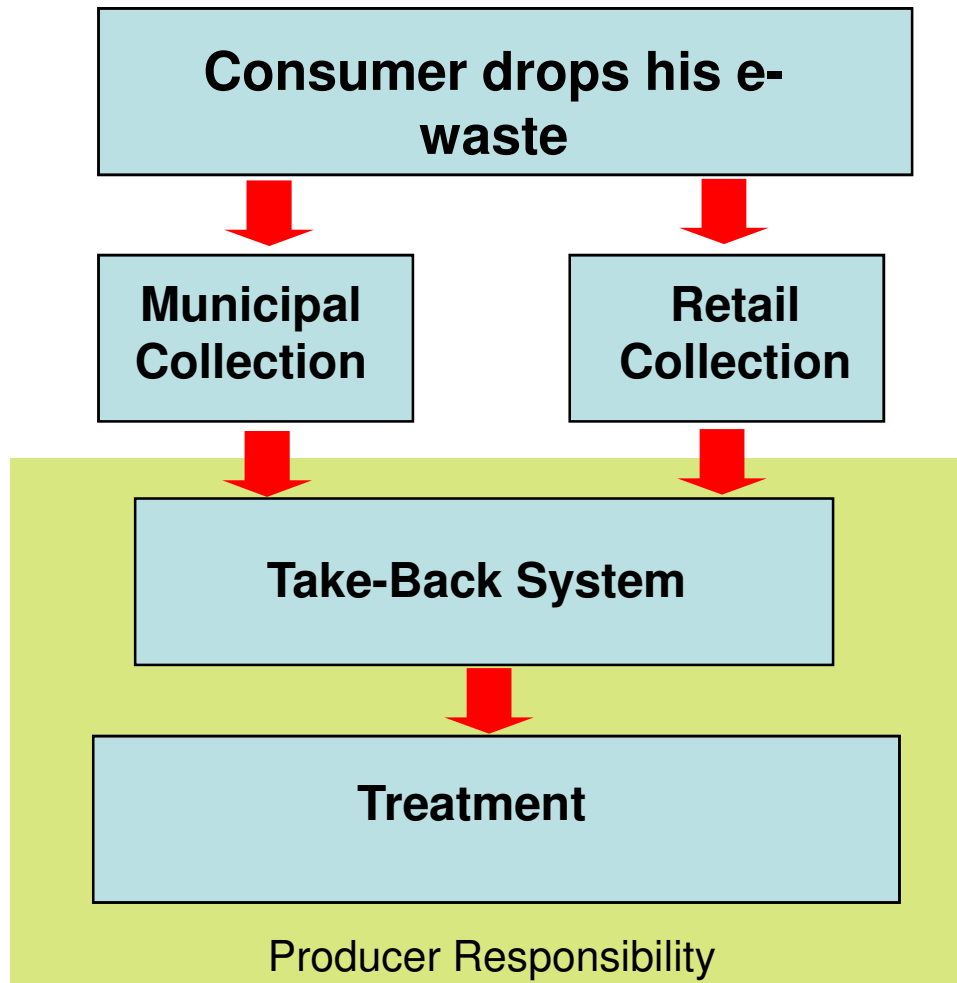 Consumer drops his e-
waste
Municipal
Collection
Retail
Collection
Take-Back System
Treatment
Producer Responsibility